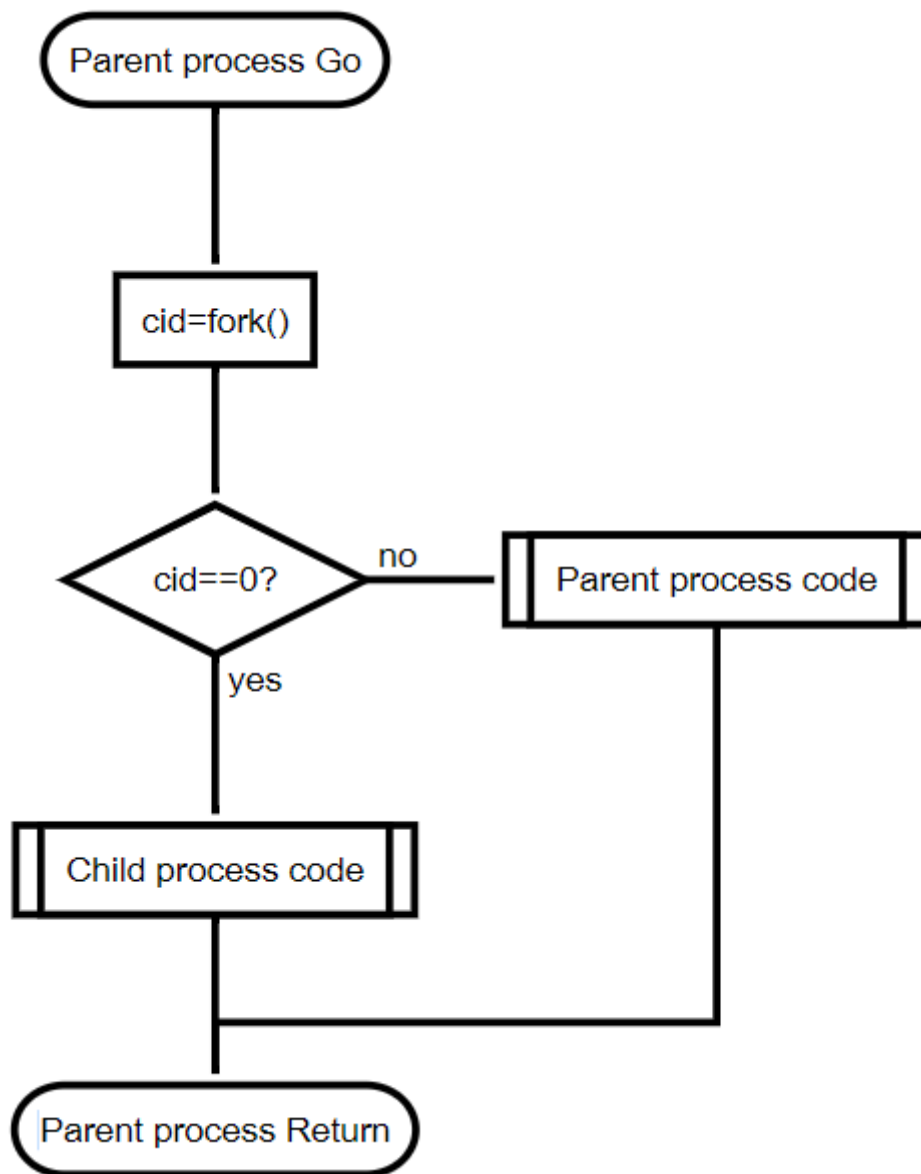 Parent process Go
cid=fork()
cid==0?
no
Parent process code
yes
Child process code
Parent process Return